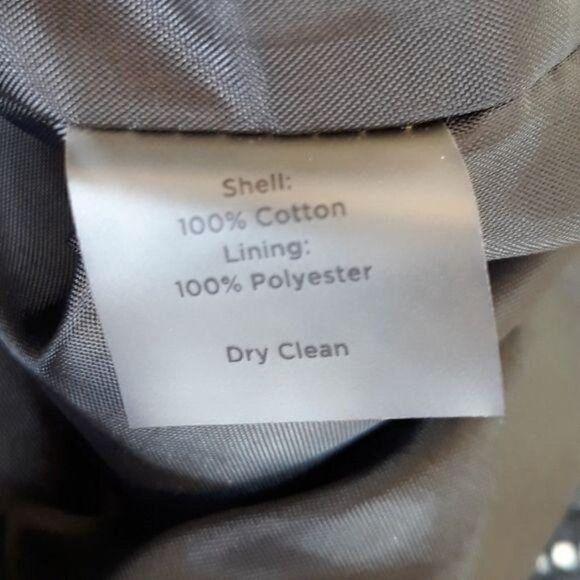 Shell:
100% Cotton
Lining:
100% Polyester
Dry Clean